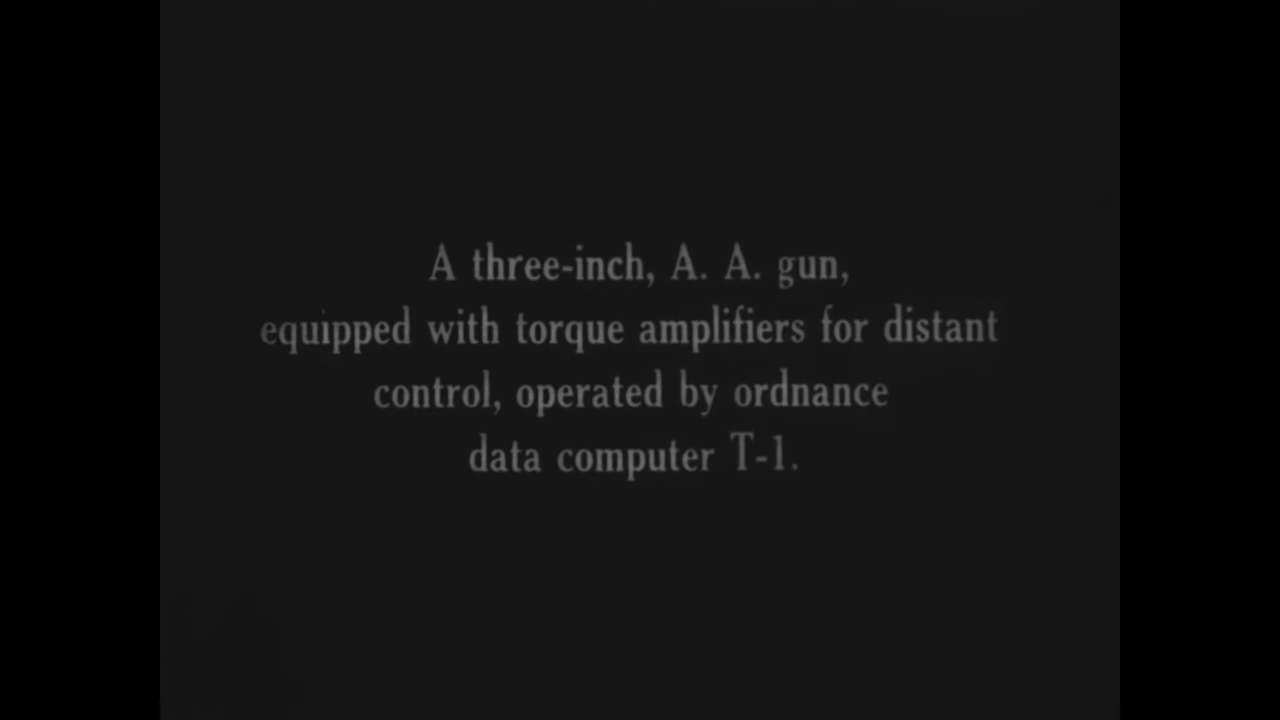 A three-inch, A. A. gun,
equipped with torque amplifiers for distant
control, operated by ordnance
data computer T-1.